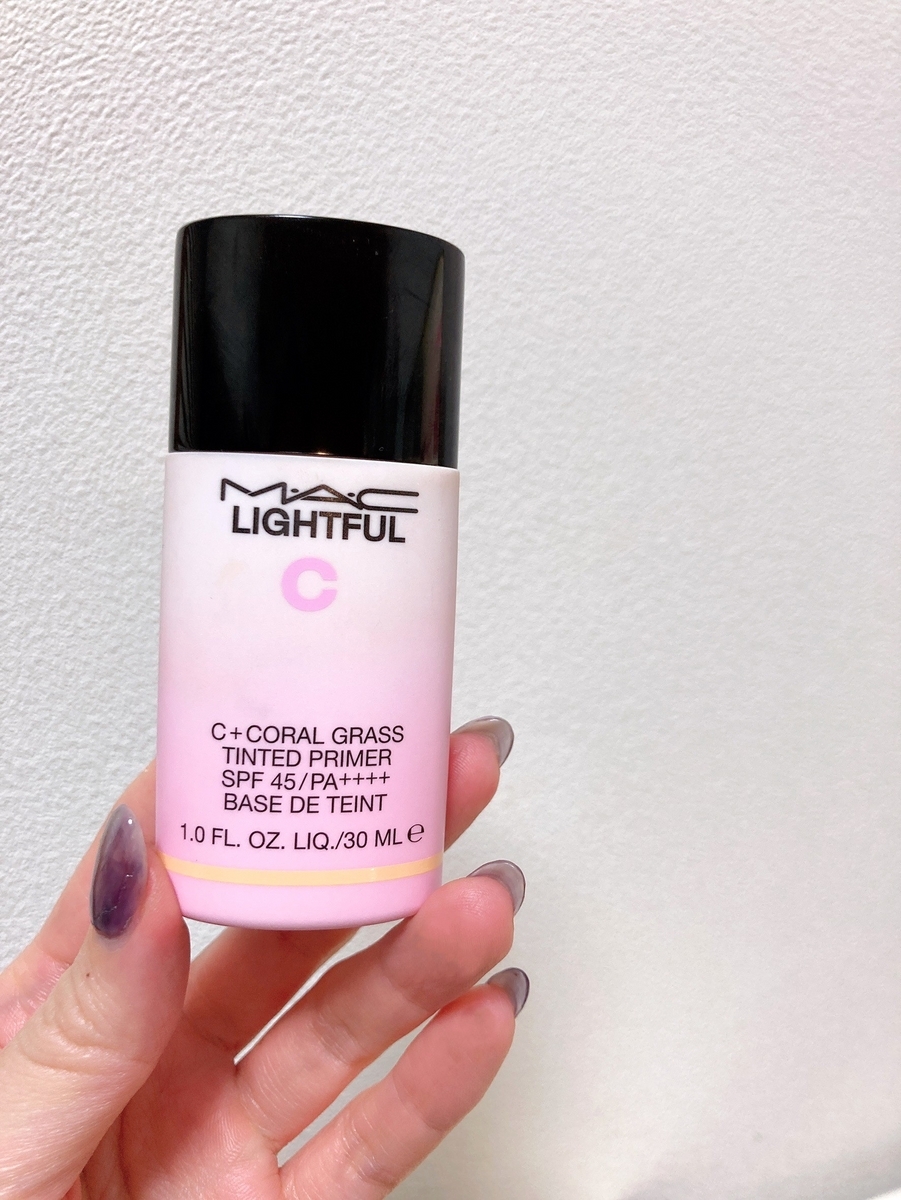 M·A·C
LIGHTFUL
C
C+CORAL GRASS
TINTED PRIMER
SPF 45/PA++++
BASE DE TEINT
1.0 FL. OZ. LIQ./30 ML ℮